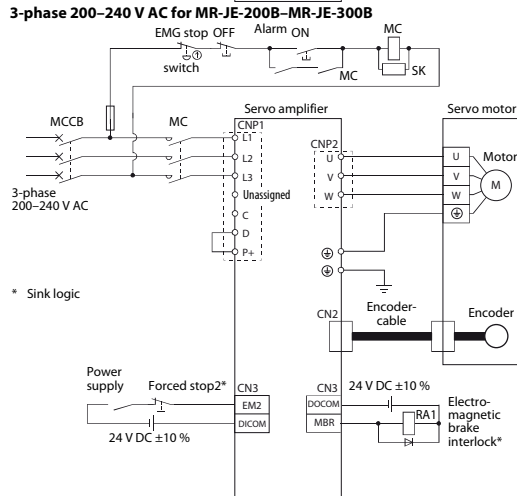 3-phase 200–240 V AC for MR-JE-200B–MR-JE-300B
EMG stop OFF Alarm ON MC
①
switch
MC SK
MCCB MC Servo amplifier Servo motor
CNP1
L1 CNP2
L2 U U Motor
L3 V V M
3-phase
200–240 V AC
Unassigned W W
C
D
P+
* Sink logic
CN2 Encoder-
cable Encoder
Power
supply Forced stop2* CN3 CN3 24 V DC ±10 % Electro-
magnetic
brake
interlock*
EM2 DOCOM RA1
DICOM MBR
24 V DC ±10 %